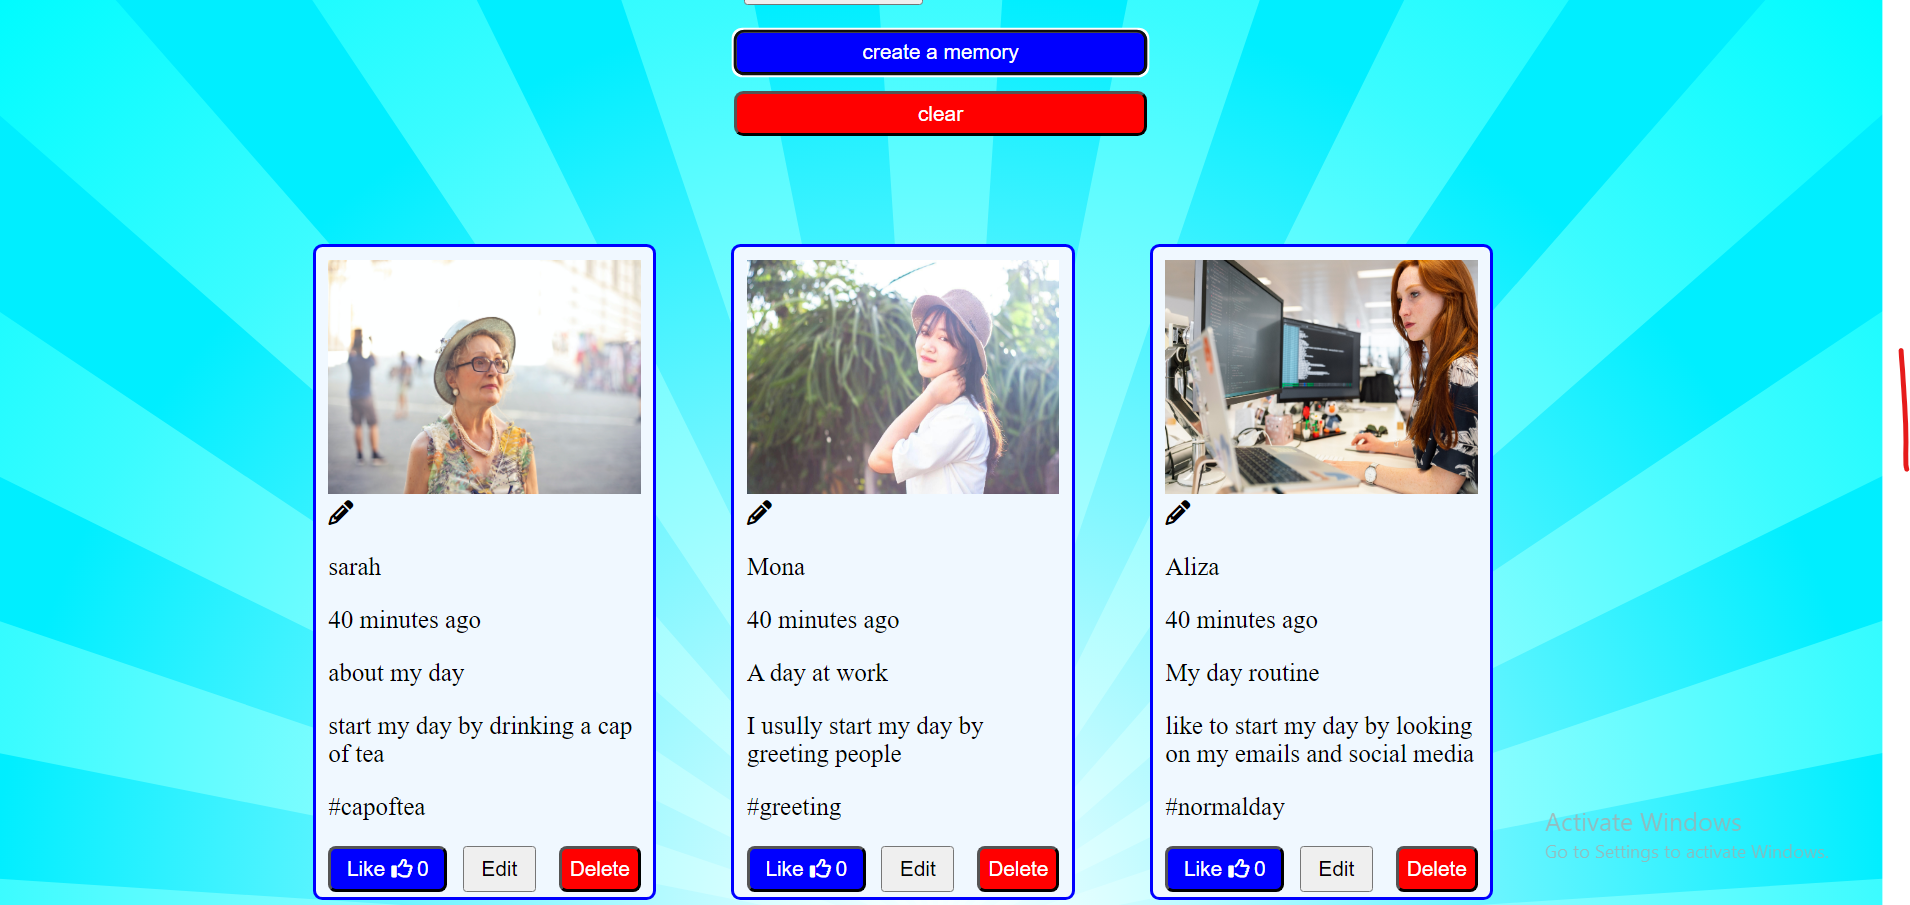 create a memory
clear
sarah
40 minutes ago
about my day
start my day by drinking a cap
of tea
#capoftea
Like 0
Edit
Delete
Mona
40 minutes ago
A day at work
I usully start my day by
greeting people
#greeting
Like 0
Edit
Delete
Aliza
40 minutes ago
My day routine
like to start my day by looking
on my emails and social media
#normalday
Like 0
Edit
Delete
Activate Windows
Go to Settings to activate Windows.